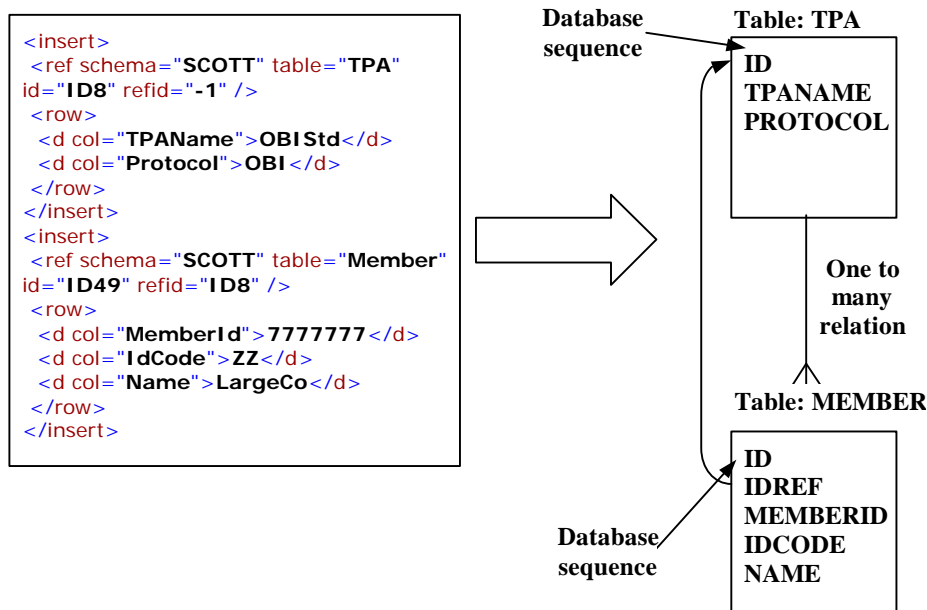 <insert>
<ref schema="SCOTT" table="TPA"
id="ID8" refid="-1" />
<row>
<d col="TPAName">OBIStd</d>
<d col="Protocol">OBI</d>
</row>
</insert>
<insert>
<ref schema="SCOTT" table="Member"
id="ID49" refid="ID8" />
<row>
<d col="MemberId">7777777</d>
<d col="IdCode">ZZ</d>
<d col="Name">LargeCo</d>
</row>
</insert>
Database
sequence
Table: TPA
ID
TPANAME
PROTOCOL
One to
many
relation
Table: MEMBER
ID
IDREF
MEMBERID
IDCODE
NAME
Database
sequence